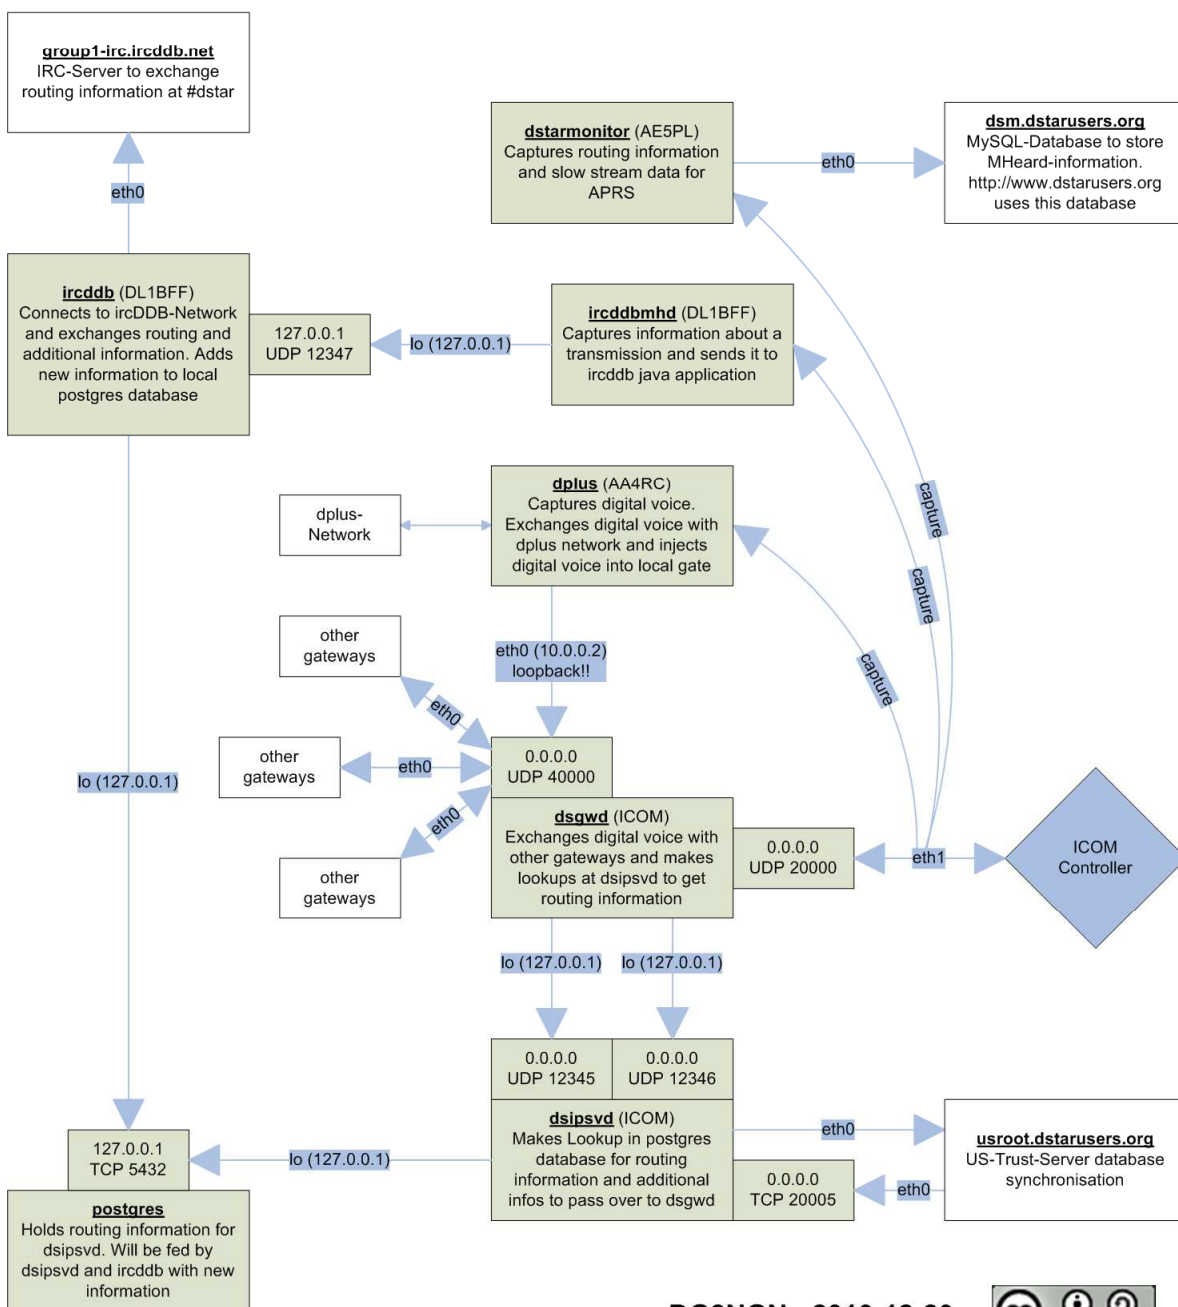 group1-irc.ircddb.net
IRC-Server to exchange
routing information at #dstar
eth0
dstarmonitor (AE5PL)
Captures routing information
and slow stream data for
APRS
eth0
dsm.dstarusers.org
MySQL-Database to store
MHeard-information.
http://www.dstarusers.org
uses this database
ircddb (DL1BFF)
Connects to ircDDB-Network
and exchanges routing and
additional information. Adds
new information to local
postgres database
127.0.0.1
UDP 12347
lo (127.0.0.1)
ircddbmhd (DL1BFF)
Captures information about a
transmission and sends it to
ircddb java application
capture
capture
capture
dplus-
Network
dplus (AA4RC)
Captures digital voice.
Exchanges digital voice with
dplus network and injects
digital voice into local gate
other
gateways
eth0 (10.0.0.2)
loopback!!
eth0
other
gateways
eth0
0.0.0.0
UDP 40000
lo (127.0.0.1)
eth0
other
gateways
dsgwd (ICOM)
Exchanges digital voice with
other gateways and makes
lookups at dsipsvd to get
routing information
0.0.0.0
UDP 20000
eth1
ICOM
Controller
lo (127.0.0.1)
lo (127.0.0.1)
0.0.0.0
UDP 12345
0.0.0.0
UDP 12346
dsipsvd (ICOM)
Makes Lookup in postgres
database for routing
information and additional
infos to pass over to dsgwd
eth0
0.0.0.0
TCP 20005
eth0
usroot.dstarusers.org
US-Trust-Server database
synchronisation
127.0.0.1
TCP 5432
lo (127.0.0.1)
postgres
Holds routing information for
dsipsvd. Will be fed by
dsipsvd and ircddb with new
information